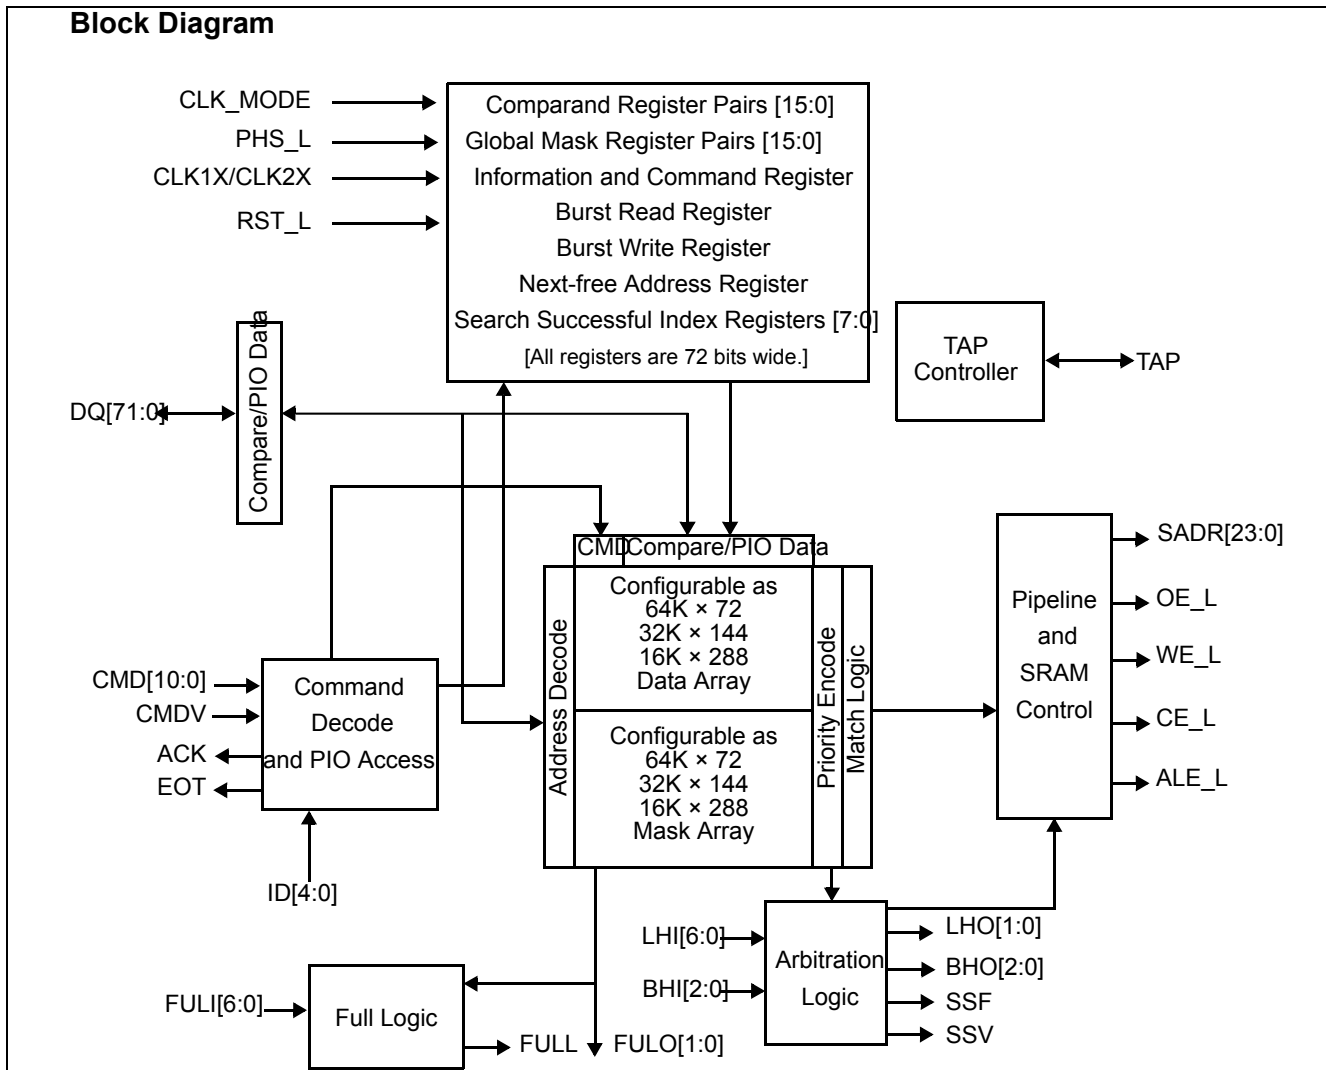 Block Diagram
CLK_MODE
PHS_L
CLK1X/CLK2X
RST_L
Comparand Register Pairs [15:0]
Global Mask Register Pairs [15:0]
Information and Command Register
Burst Read Register
Burst Write Register
Next-free Address Register
Search Successful Index Registers [7:0]
[All registers are 72 bits wide.]
TAP
Controller
TAP
DQ[71:0]
Compare/PIO Data
CMD
Compare/PIO Data
Address Decode
Configurable as
64K × 72
32K × 144
16K × 288
Data Array
Configurable as
64K × 72
32K × 144
16K × 288
Mask Array
Priority Encode
Match Logic
Pipeline
and
SRAM
Control
SADR[23:0]
OE_L
WE_L
CE_L
ALE_L
CMD[10:0]
CMDV
ACK
EOT
Command
Decode
and PIO Access
ID[4:0]
LHI[6:0]
BHI[2:0]
Arbitration
Logic
LHO[1:0]
BHO[2:0]
SSF
SSV
FULI[6:0]
Full Logic
FULL
FULO[1:0]